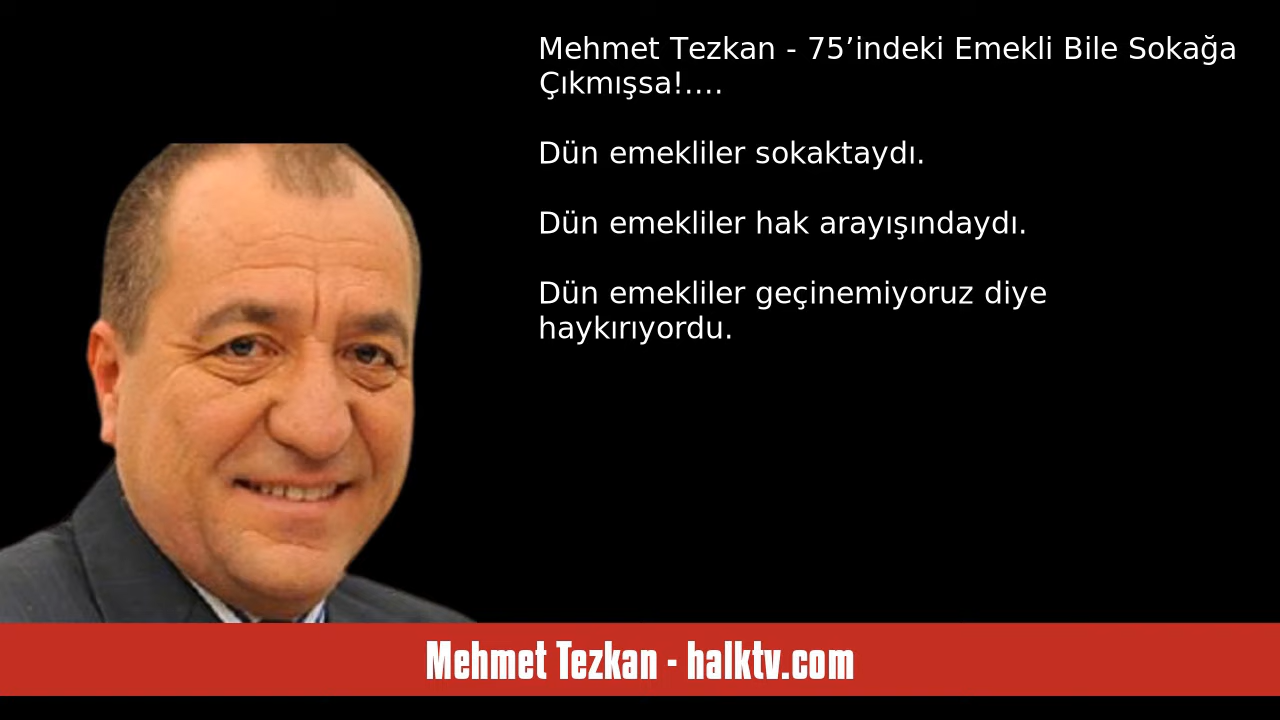 Mehmet Tezkan - 75’indeki Emekli Bile Sokağa
Çıkmışsa!....
Dün emekliler sokaktaydı.
Dün emekliler hak arayışındaydı.
Dün emekliler geçinemiyoruz diye
haykırıyordu.
Mehmet Tezkan - halktv.com